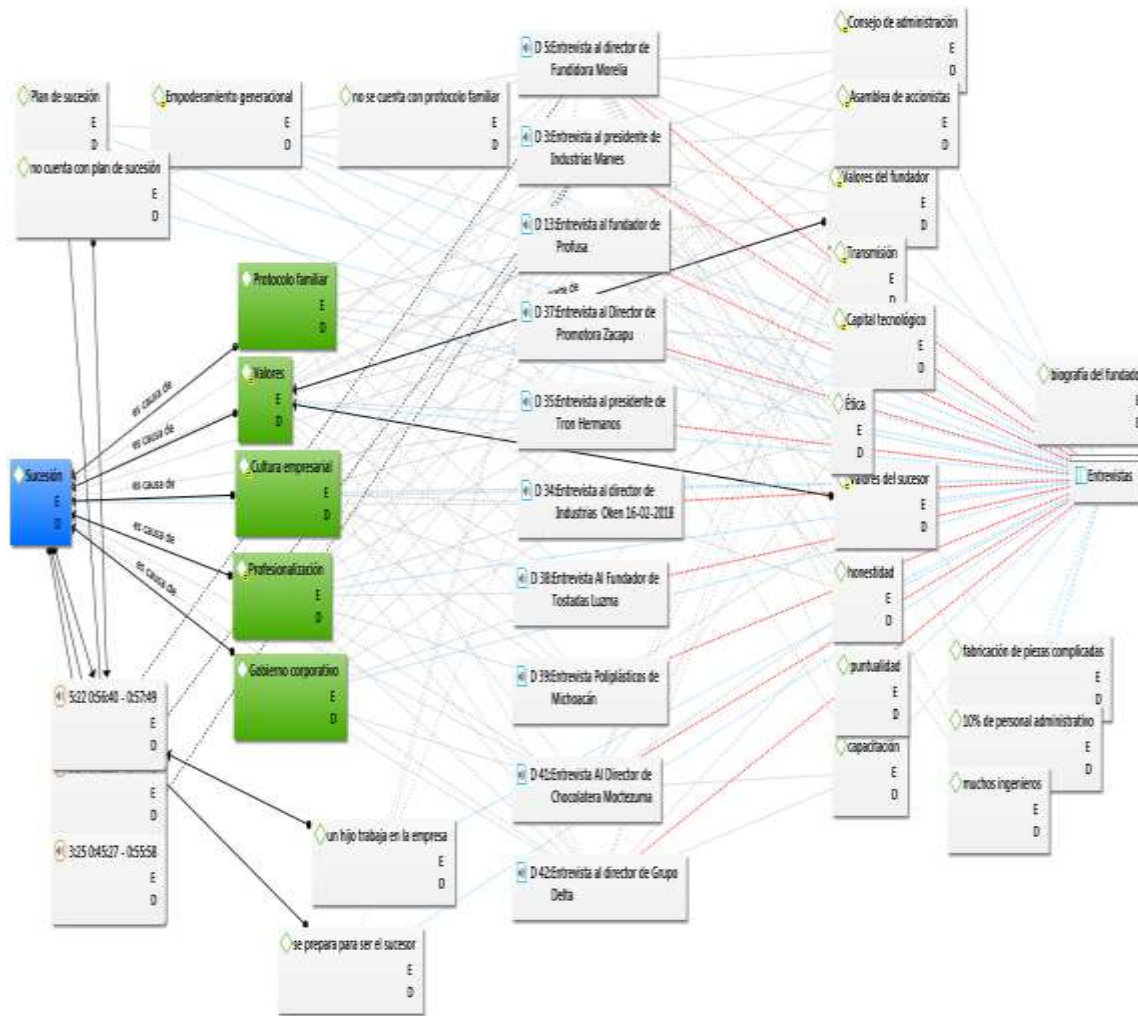 Plan de sucesión
E
D
no cuenta con plan de sucesión
E
D
Empoderamiento generacional
E
D
no se cuenta con protocolo familiar
E
D
Protocolo familiar
E
D
Valores
E
D
Cultura empresarial
E
D
Profesionalización
E
D
Gobierno corporativo
E
D
es causa de
es causa de
es causa de
es causa de
es causa de
Sucesión
E
D
5:22 0:56:40 - 0:57:49
E
D
E
D
3:25 0:45:27 - 0:55:58
E
D
un hijo trabaja en la empresa
E
D
se prepara para ser el sucesor
E
D
D 5:Entrevista al director de
Fundidora Morelia
D 3:Entrevista al presidente de
Industrias Marves
D 13:Entrevista al fundador de
Profusa
D 37:Entrevista al Director de
Promotora Zacapu
D 35:Entrevista al presidente de
Tron Hermanos
D 34:Entrevista al director de
Industrias Oken 16-02-2018
D 38:Entrevista Al Fundador de
Tostadas Luzma
D 39:Entrevista Poliplásticos de
Michoacán
D 41:Entrevista Al Director de
Chocolatera Moctezuma
D 42:Entrevista al director de Grupo
Delta
de
Consejo de administración
E
D
Asamblea de accionistas
E
D
Valores del fundador
E
D
Transmisión
E
Capital tecnológico
E
D
Ética
E
D
Valores del sucesor
E
D
honestidad
E
D
puntualidad
E
D
capacitación
E
D
biografía del fundador
E
Entrevistas
fabricación de piezas complicadas
E
D
10% de personal administrativo
E
D
muchos ingenieros
E
D